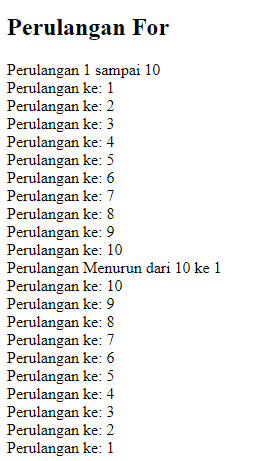 Perulangan For
Perulangan 1 sampai 10
Perulangan ke: 1
Perulangan ke: 2
Perulangan ke: 3
Perulangan ke: 4
Perulangan ke: 5
Perulangan ke: 6
Perulangan ke: 7
Perulangan ke: 8
Perulangan ke: 9
Perulangan ke: 10
Perulangan Menurun dari 10 ke 1
Perulangan ke: 10
Perulangan ke: 9
Perulangan ke: 8
Perulangan ke: 7
Perulangan ke: 6
Perulangan ke: 5
Perulangan ke: 4
Perulangan ke: 3
Perulangan ke: 2
Perulangan ke: 1